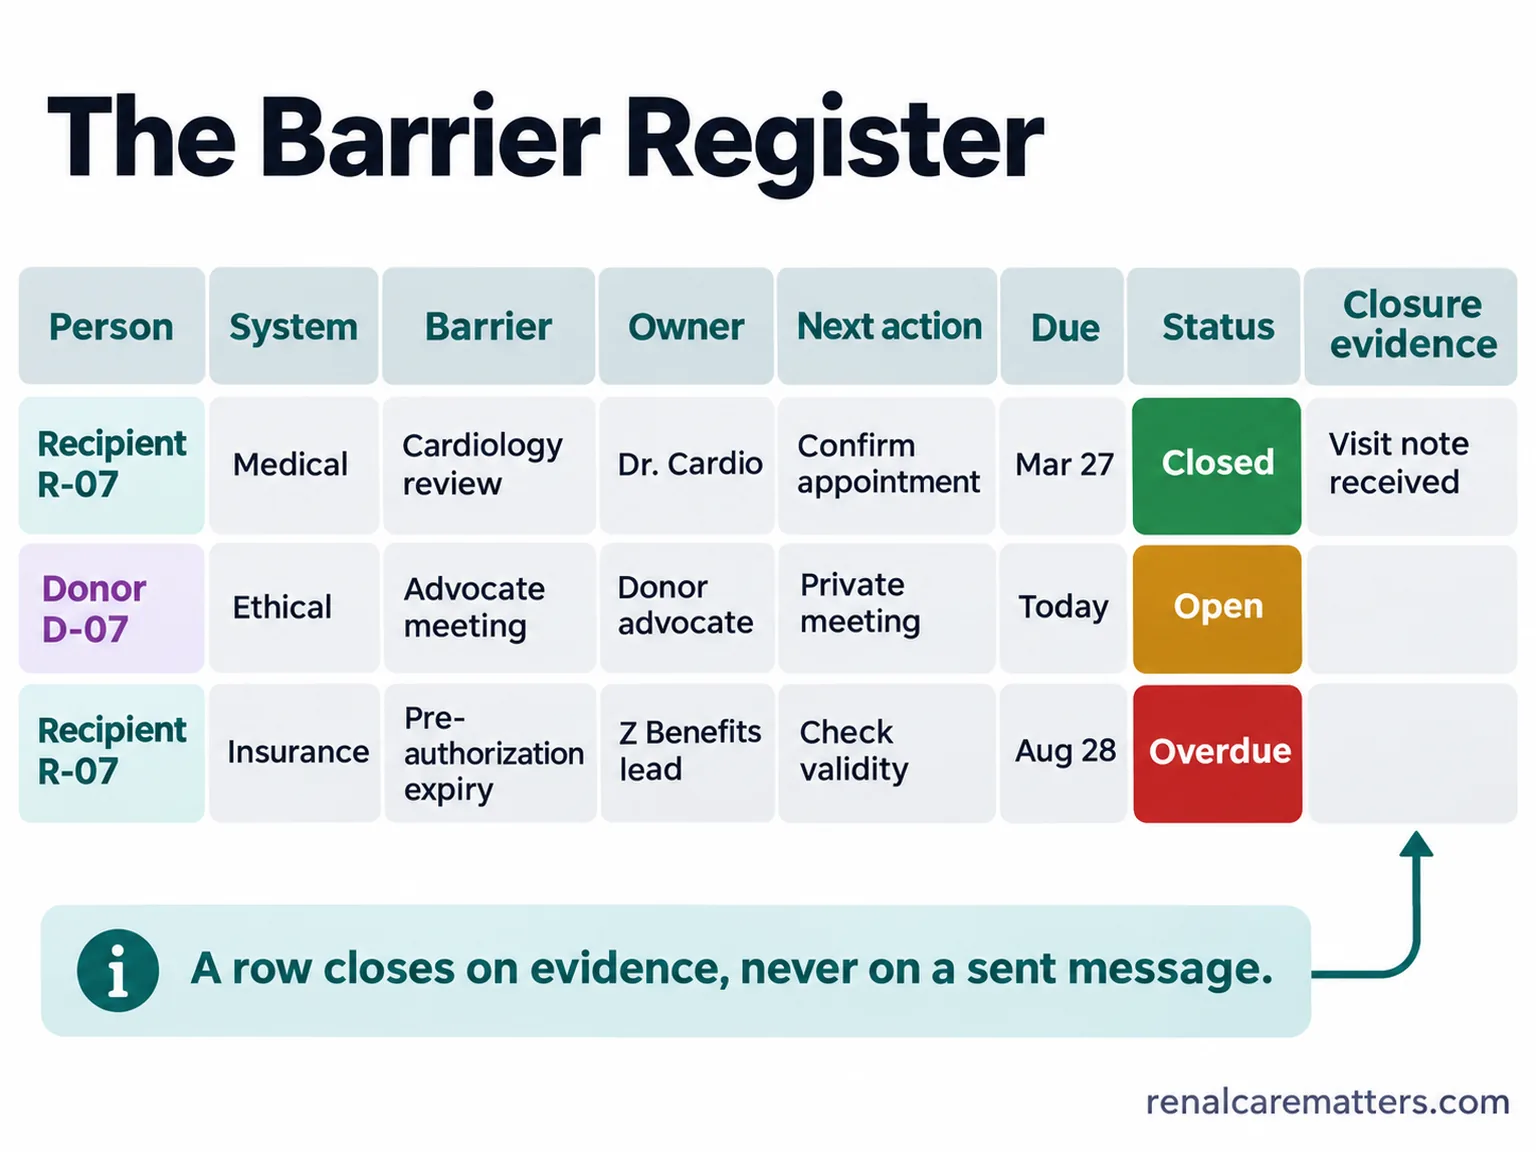 The Barrier Register
Person
System
Barrier
Owner
Next action
Due
Status
Closure
evidence
Recipient
R-07
Medical
Cardiology
review
Dr. Cardio
Confirm
appointment
Mar 27
Closed
Visit note
received
Donor
D-07
Ethical
Advocate
meeting
Donor
advocate
Private
meeting
Today
Open
Recipient
R-07
Insurance
Pre-
authorization
expiry
Z Benefits
lead
Check
validity
Aug 28
Overdue
i
A row closes on evidence, never on a sent message.
renalcarematters.com